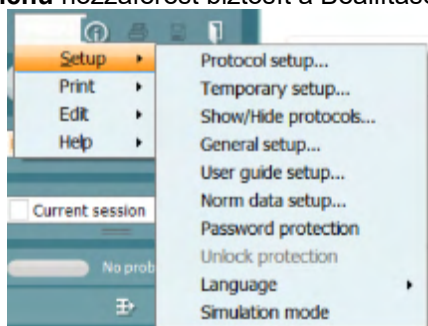 menü hozzáférést biztosít a Beállítások
Setup
Print
Edit
Help
Protocol setup...
Temporary setup...
Show/Hide protocols...
General setup...
User guide setup...
Norm data setup...
Password protection
Unlock protection
Language
Simulation mode
Current session
No prob